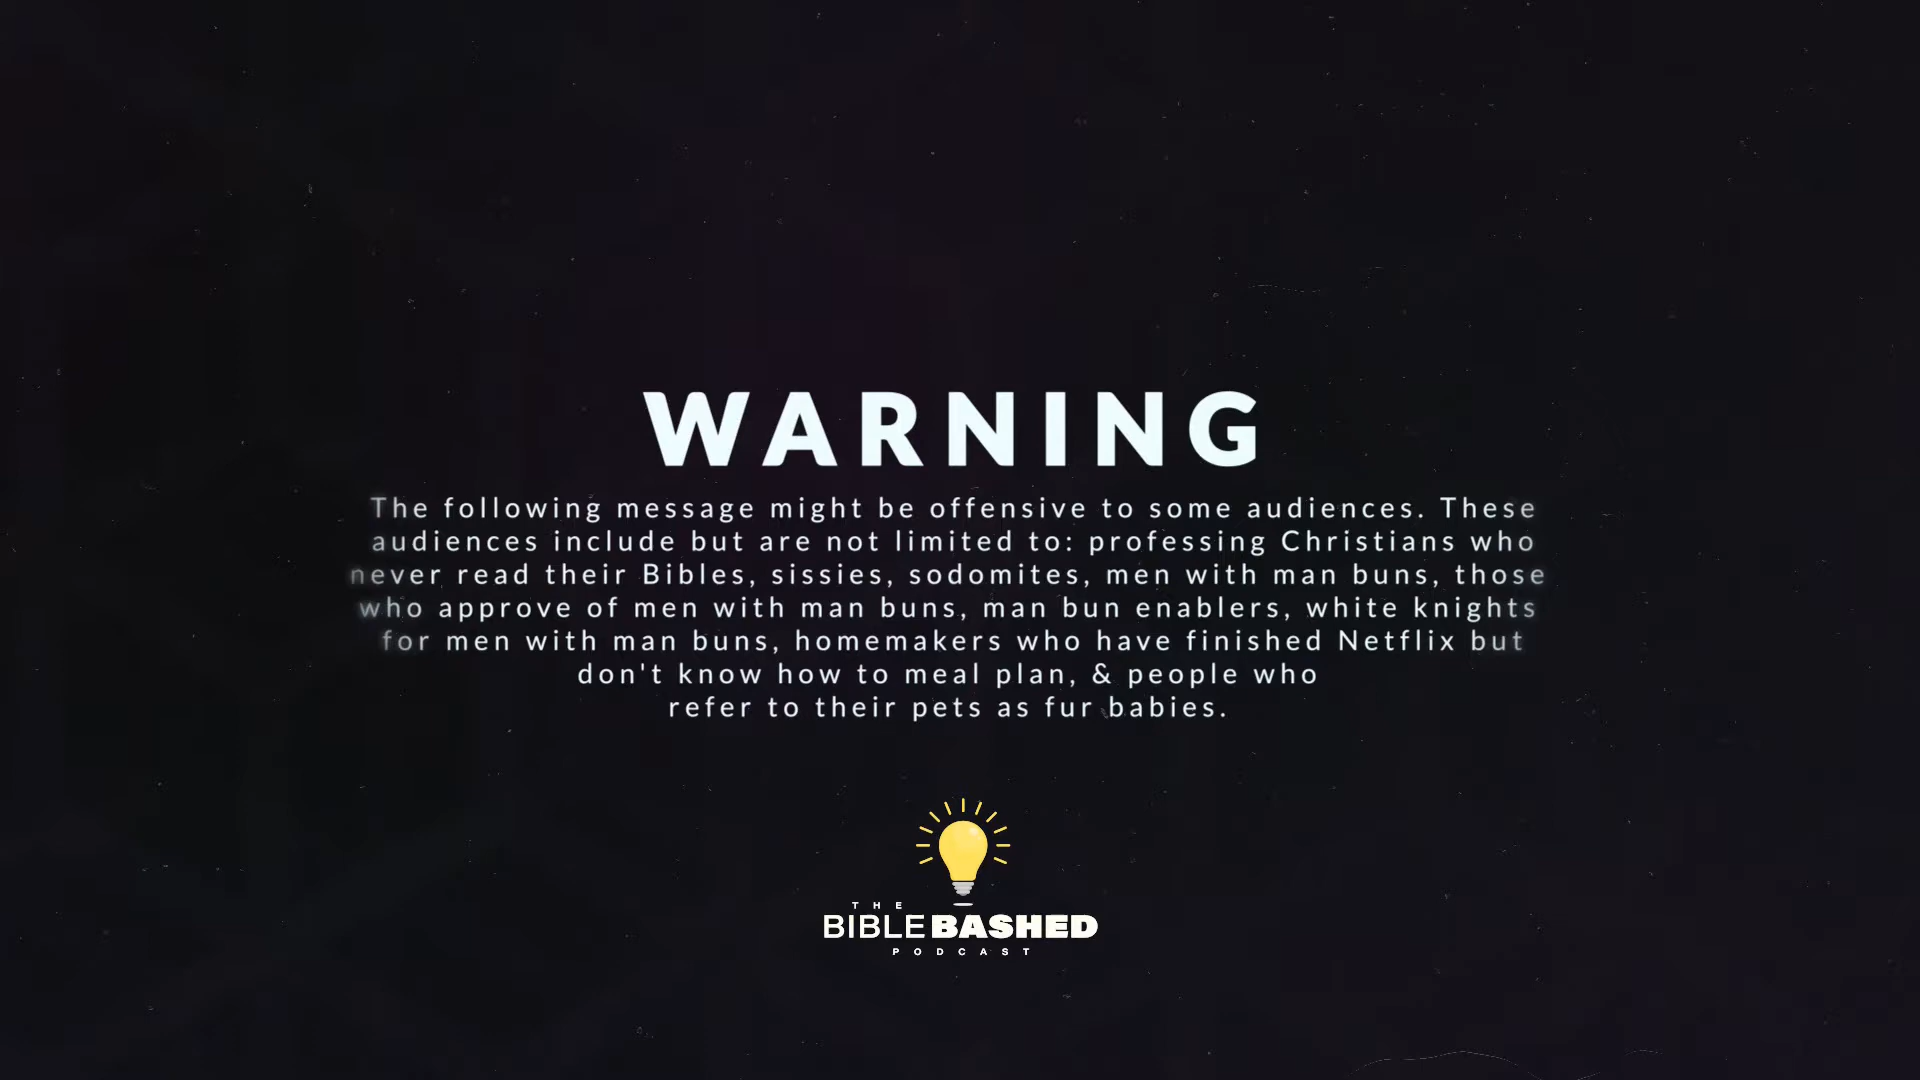 WARNING
The following message might be offensive to some audiences. These
audiences include but are not limited to: professing Christians who
never read their Bibles, sissies, sodomites, men with man buns, those
who approve of men with man buns, man bun enablers, white knights
for men with man buns, homemakers who have finished Netflix but
don't know how to meal plan, & people who
refer to their pets as fur babies.
THE
BIBLE BASHED
PODCAST